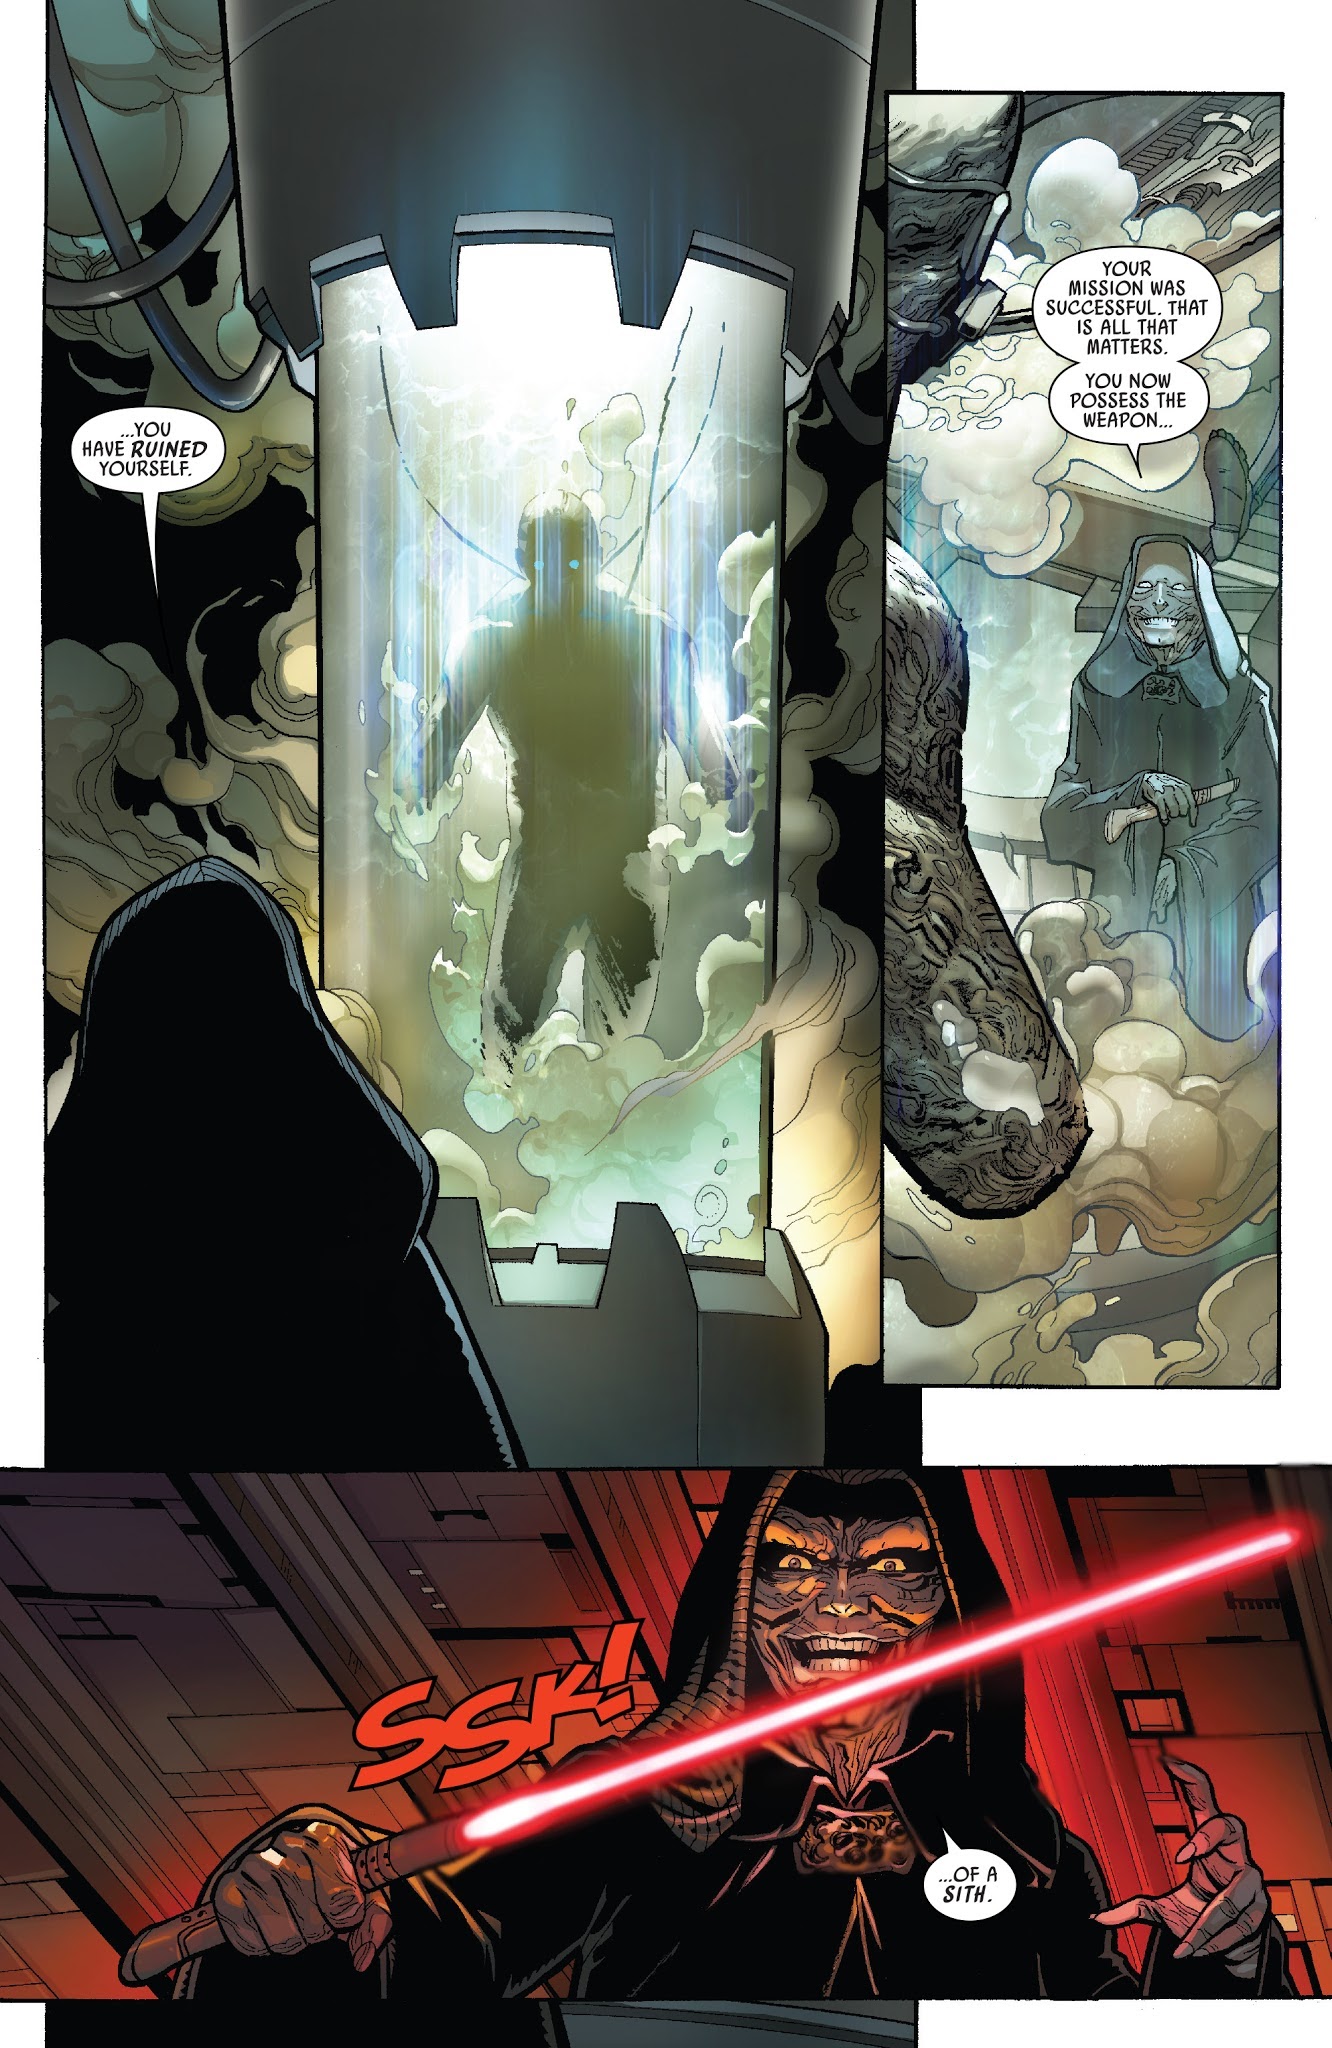 ...YOU
HAVE RUINED
YOURSELF.
YOUR
MISSION WAS
SUCCESSFUL. THAT
IS ALL THAT
MATTERS.
YOU NOW
POSSESS THE
WEAPON...
SSK!
...OF A
SITH.